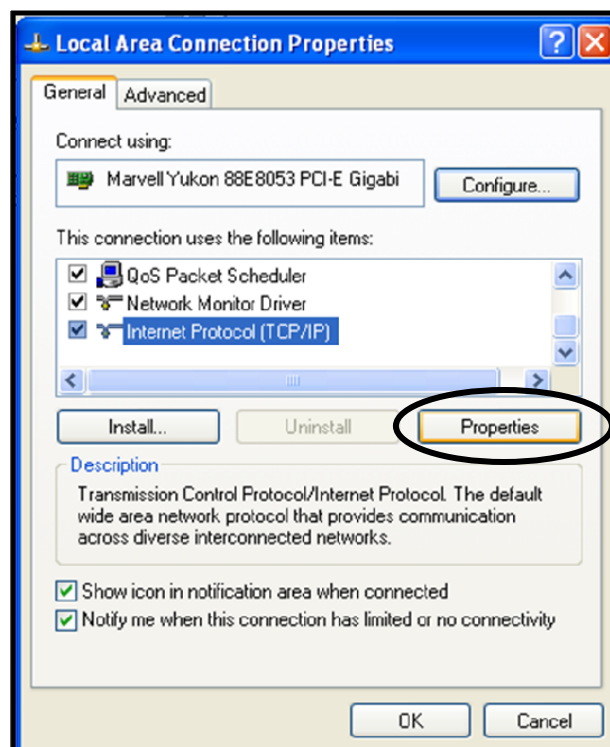 Local Area Connection Properties
General
Advanced
Connect using:
Marvell Yukon 88E8053 PCI-E Gigabi
Configure...
This connection uses the following items:
QoS Packet Scheduler
Network Monitor Driver
Internet Protocol (TCP/IP)
Install...
Uninstall
Properties
Description
Transmission Control Protocol/Internet Protocol. The default
wide area network protocol that provides communication
across diverse interconnected networks.
Show icon in notification area when connected
Notify me when this connection has limited or no connectivity
OK
Cancel